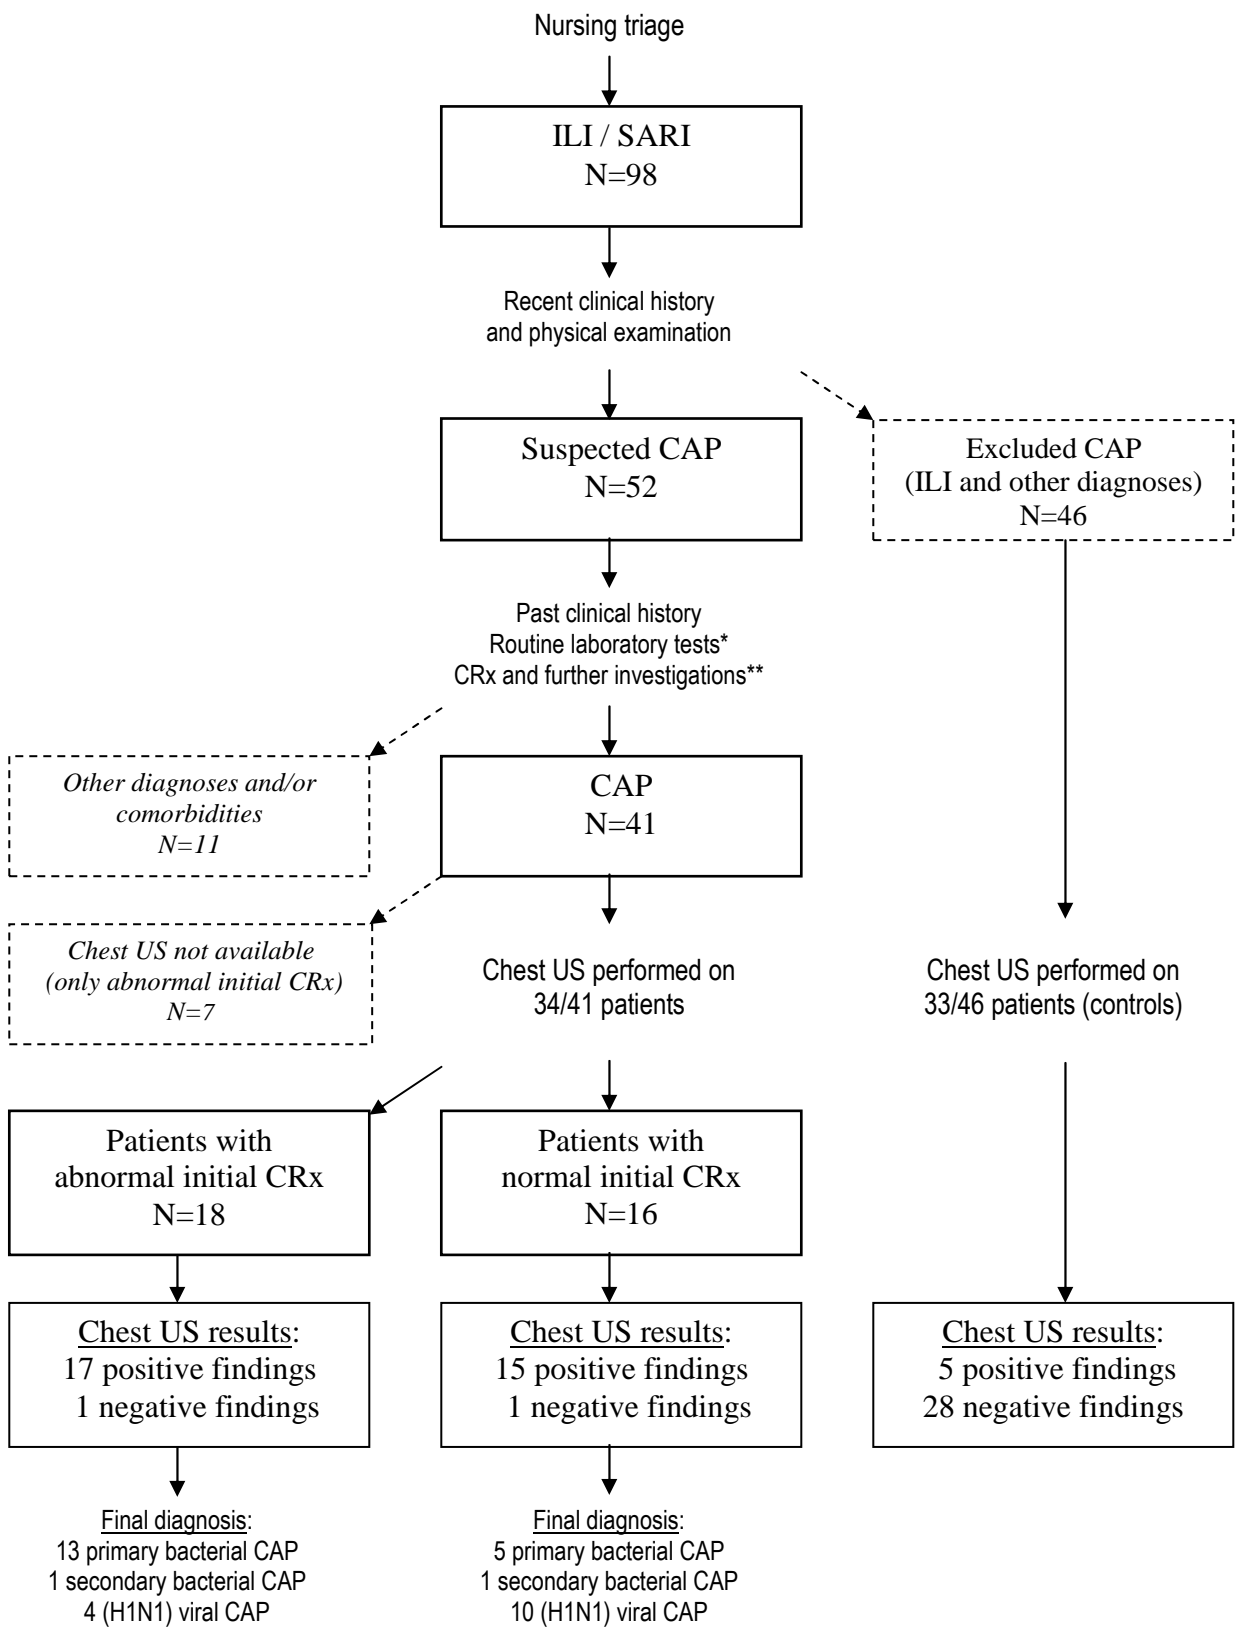 Nursing triage
ILI / SARI
N=98
Recent clinical history
and physical examination
Suspected CAP
N=52
Excluded CAP
(ILI and other diagnoses)
N=46
Past clinical history
Routine laboratory tests*
CRx and further investigations**
Other diagnoses and/or
comorbidities
N=11
CAP
N=41
Chest US not available
(only abnormal initial CRx)
N=7
Chest US performed on
34/41 patients
Chest US performed on
33/46 patients (controls)
Patients with
abnormal initial CRx
N=18
Patients with
normal initial CRx
N=16
Chest US results:
17 positive findings
1 negative findings
Chest US results:
15 positive findings
1 negative findings
Chest US results:
5 positive findings
28 negative findings
Final diagnosis:
13 primary bacterial CAP
1 secondary bacterial CAP
4 (H1N1) viral CAP
Final diagnosis:
5 primary bacterial CAP
1 secondary bacterial CAP
10 (H1N1) viral CAP